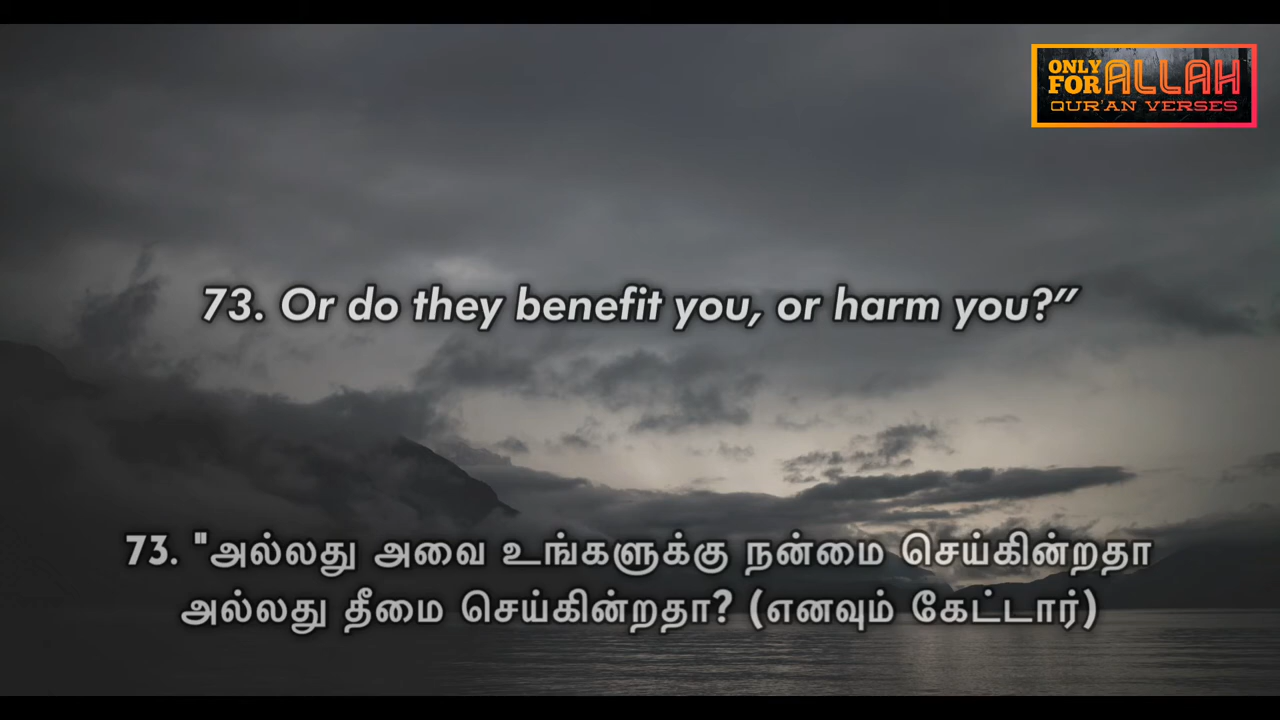 ONLY
FOR ALLAH
QUR'AN VERSES
73. Or do they benefit you, or harm you?”
73. "அல்லது அவை உங்களுக்கு நன்மை செய்கின்றதா
அல்லது தீமை செய்கின்றதா? (எனவும் கேட்டார்)